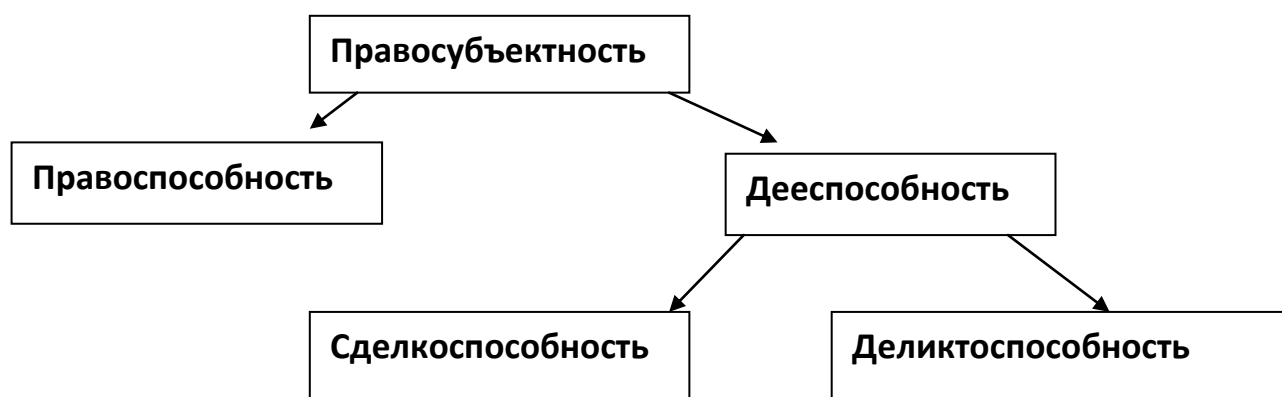 Правосубъектность
Правоспособность
Дееспособность
Сделкоспособность
Деликтоспособность